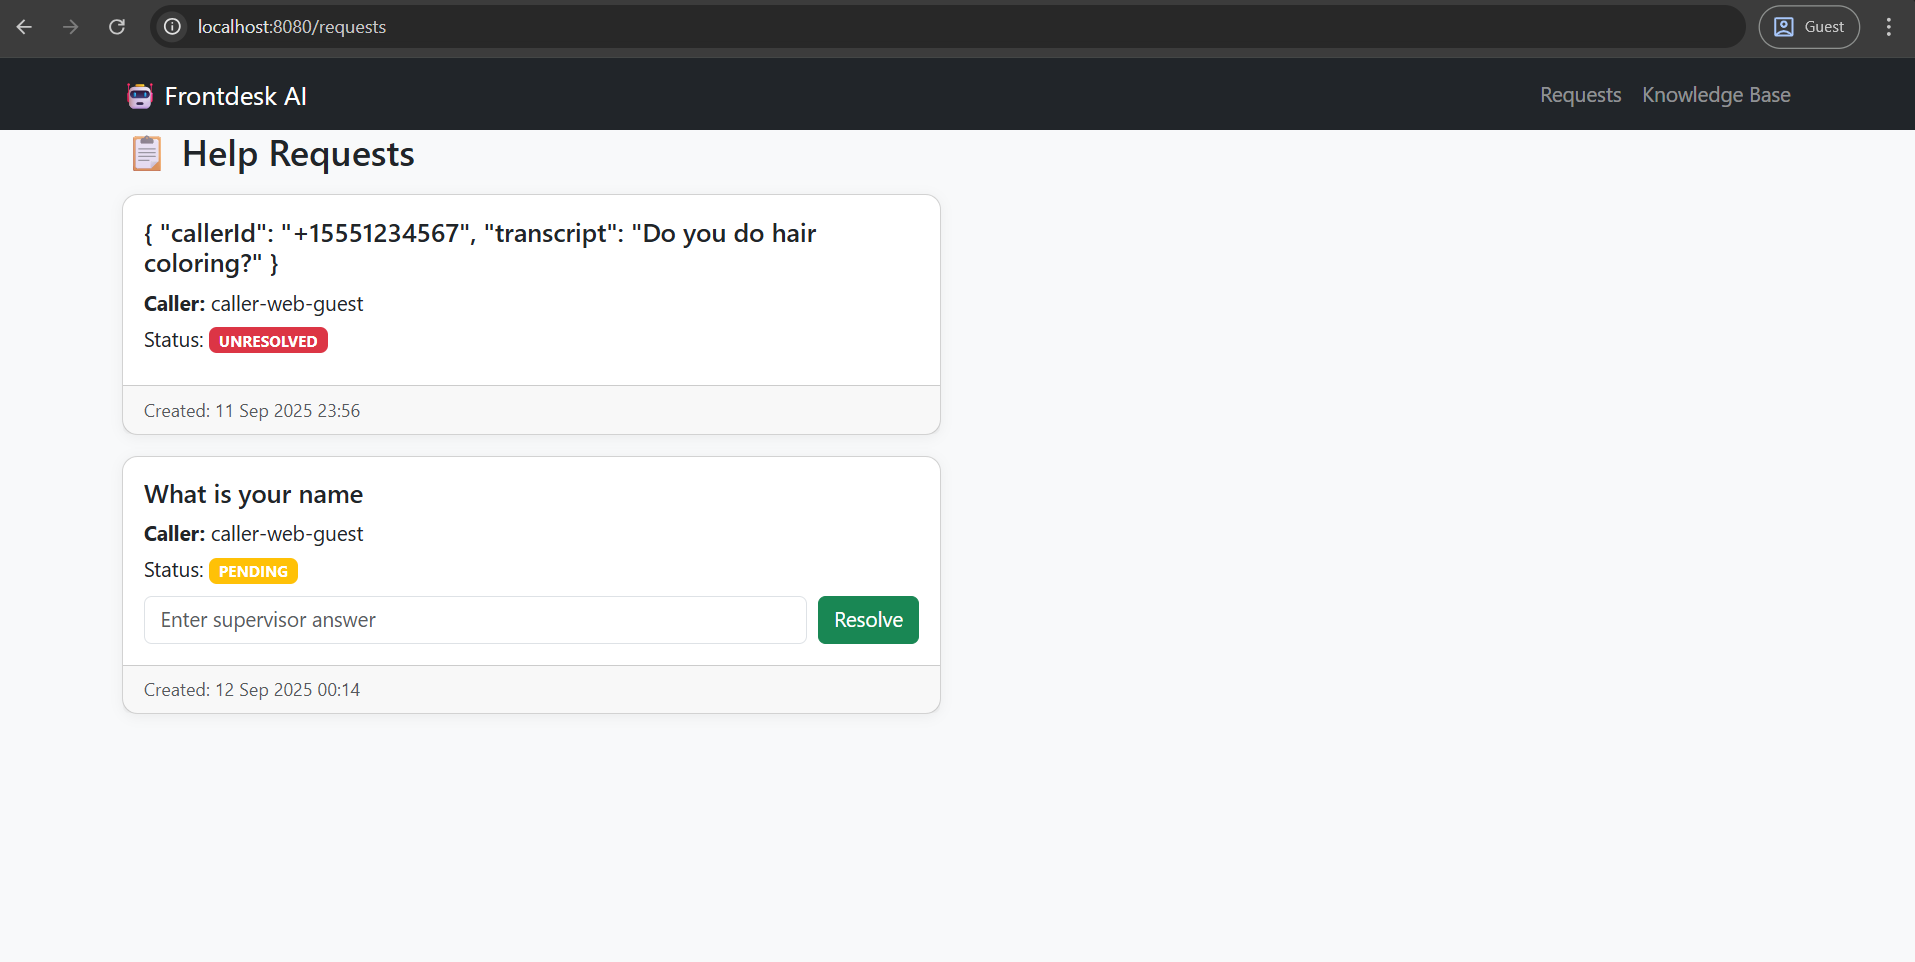 localhost:8080/requests
Guest
Frontdesk AI
Requests
Knowledge Base
Help Requests
{ "callerId": "+15551234567", "transcript": "Do you do hair
coloring?" }
Caller: caller-web-guest
Status: UNRESOLVED
Created: 11 Sep 2025 23:56
What is your name
Caller: caller-web-guest
Status: PENDING
Enter supervisor answer
Resolve
Created: 12 Sep 2025 00:14